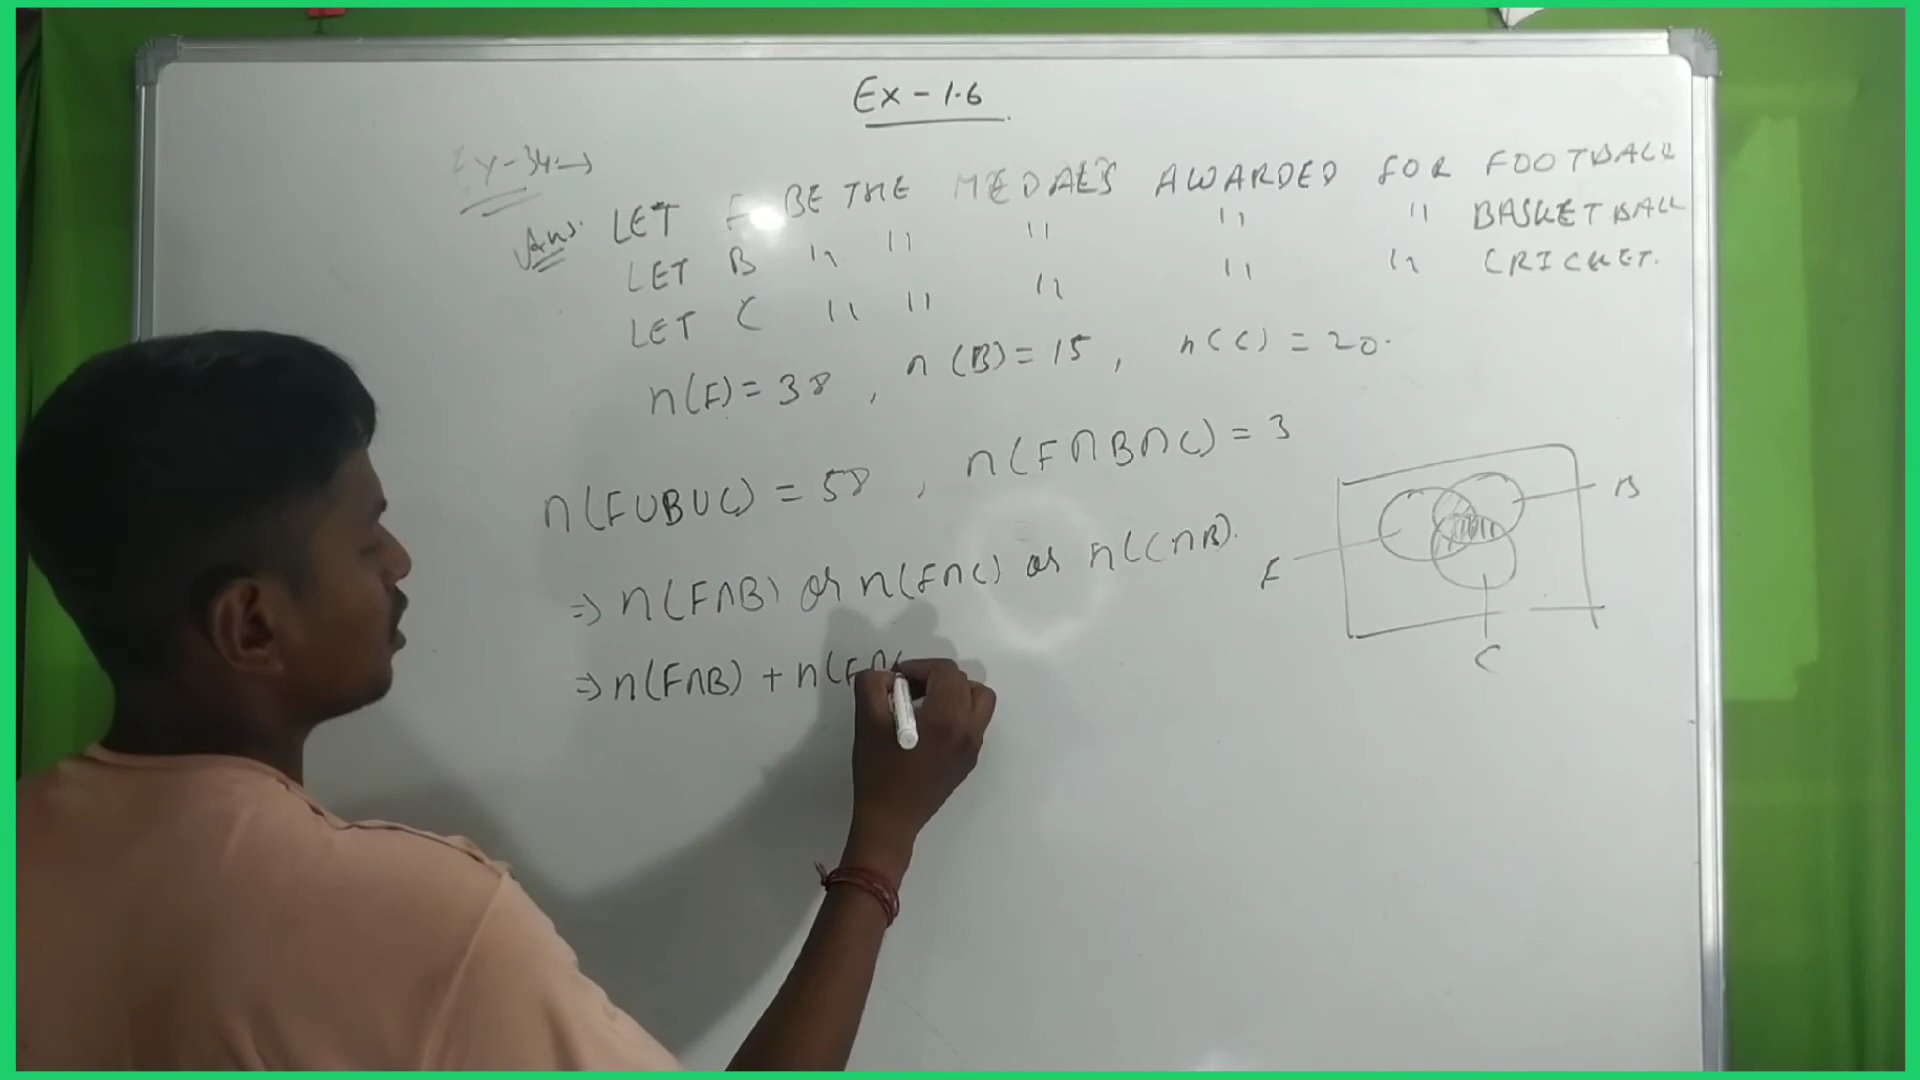 Ex - 1.6
Ex - 34 →
Ans. LET F BE THE MEDALS AWARDED FOR FOOTBALL
LET B " " " " " BASKETBALL
LET C " " " " " CRICKET.
n(F) = 38 , n(B) = 15 , n(C) = 20.
n(F∪B∪C) = 58 , n(F∩B∩C) = 3
⇒ n(F∩B) or n(F∩C) or n(C∩B).
⇒ n(F∩B) + n(F∩
B
F
C